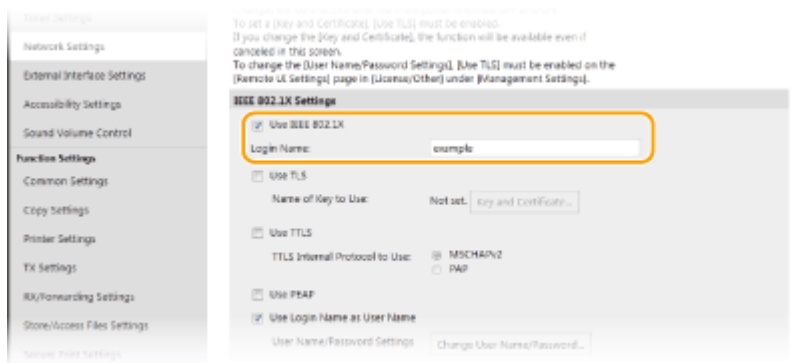 Timer Settings
Network Settings
External Interface Settings
Accessibility Settings
Sound Volume Control
Function Settings
Common Settings
Copy Settings
Printer Settings
TX Settings
RX/Forwarding Settings
Store/Access Files Settings
Secure Print Settings
To set a [Key and Certificate], [Use TLS] must be enabled.
If you change the [Key and Certificate], the function will be available even if
canceled in this screen.
To change the [User Name/Password Settings], [Use TLS] must be enabled on the
[Remote UI Settings] page in [License/Other] under [Management Settings].
IEEE 802.1X Settings
Use IEEE 802.1X
Login Name: example
Use TLS
Name of Key to Use: Not set. Key and Certificate...
Use TTLS
TTLS Internal Protocol to Use: MSCHAPv2
PAP
Use PEAP
Use Login Name as User Name
User Name/Password Settings Change User Name/Password...